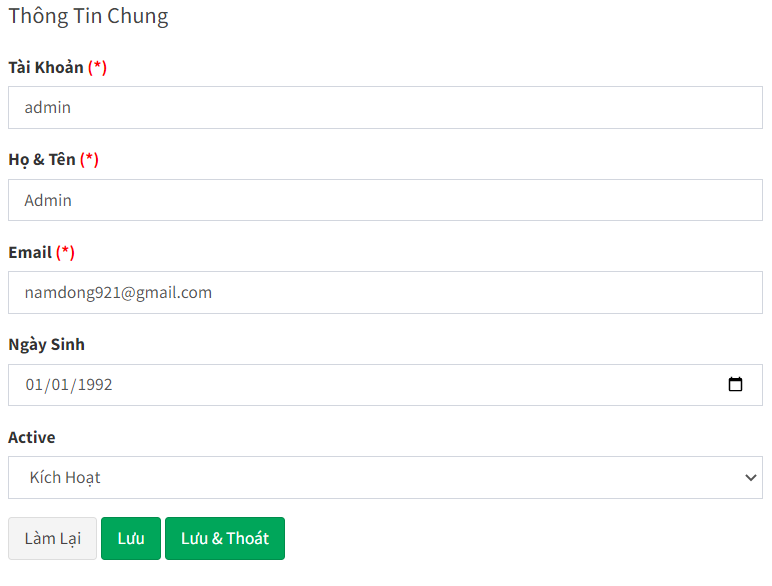 Thông Tin Chung
Tài Khoản (*)
admin
Họ & Tên (*)
Admin
Email (*)
namdong921@gmail.com
Ngày Sinh
01/01/1992
Active
Kích Hoạt
Làm Lại Lưu Lưu & Thoát